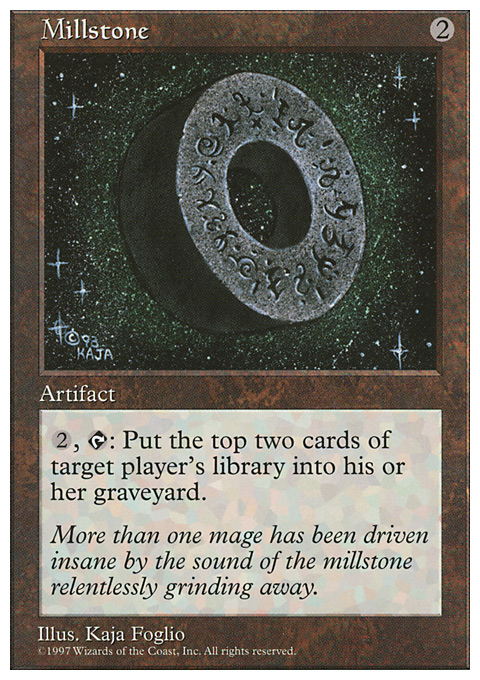 Millstone 2
©93
KAJA
Artifact
2, : Put the top two cards of
target player's library into his or
her graveyard.
More than one mage has been driven
insane by the sound of the millstone
relentlessly grinding away.
Illus. Kaja Foglio
©1997 Wizards of the Coast, Inc. All rights reserved.